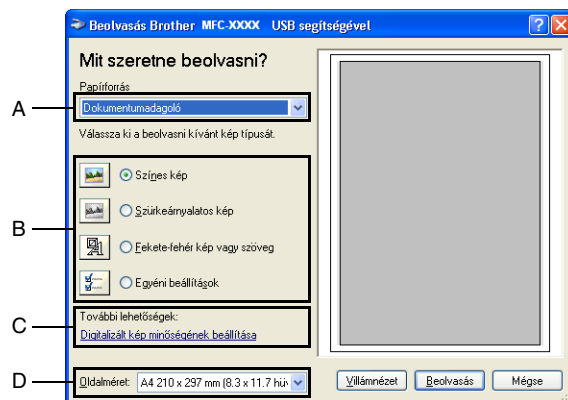 Beolvasás Brother MFC-XXXX USB segítségével
Mit szeretne beolvasni?
Papírforrás
A
Dokumentumadagoló
Válassza ki a beolvasni kívánt kép típusát.
Színes kép
Szürkeárnyalatos kép
B
Fekete-fehér kép vagy szöveg
Egyéni beállítások
További lehetőségek:
C
Digitalizált kép minőségének beállítása
D
Oldalméret: A4 210 x 297 mm (8.3 x 11.7 hüv
Villámnézet Beolvasás Mégse